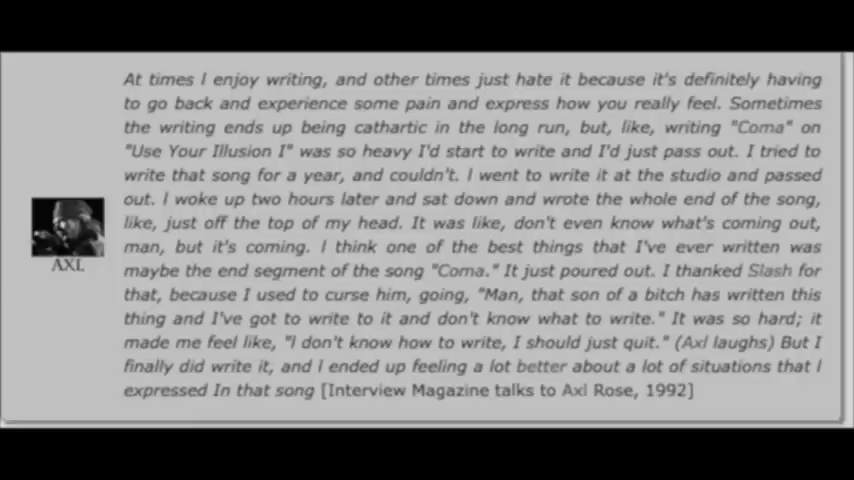 At times I enjoy writing, and other times just hate it because it's definitely having
to go back and experience some pain and express how you really feel. Sometimes
the writing ends up being cathartic in the long run, but, like, writing "Coma" on
"Use Your Illusion I" was so heavy I'd start to write and I'd just pass out. I tried to
write that song for a year, and couldn't. I went to write it at the studio and passed
out. I woke up two hours later and sat down and wrote the whole end of the song,
like, just off the top of my head. It was like, don't even know what's coming out,
man, but it's coming. I think one of the best things that I've ever written was
maybe the end segment of the song "Coma." It just poured out. I thanked Slash for
that, because I used to curse him, going, "Man, that son of a bitch has written this
thing and I've got to write to it and don't know what to write." It was so hard; it
made me feel like, "I don't know how to write, I should just quit." (Axl laughs) But I
finally did write it, and I ended up feeling a lot better about a lot of situations that I
expressed In that song [Interview Magazine talks to Axl Rose, 1992]
AXL